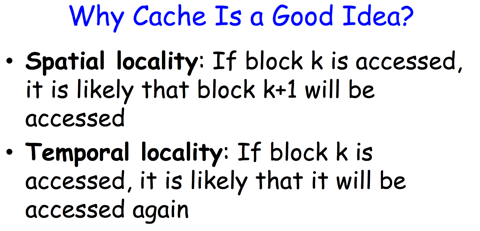 Why Cache Is a Good Idea?
• Spatial locality: If block k is accessed,
it is likely that block k+1 will be
accessed
• Temporal locality: If block k is
accessed, it is likely that it will be
accessed again